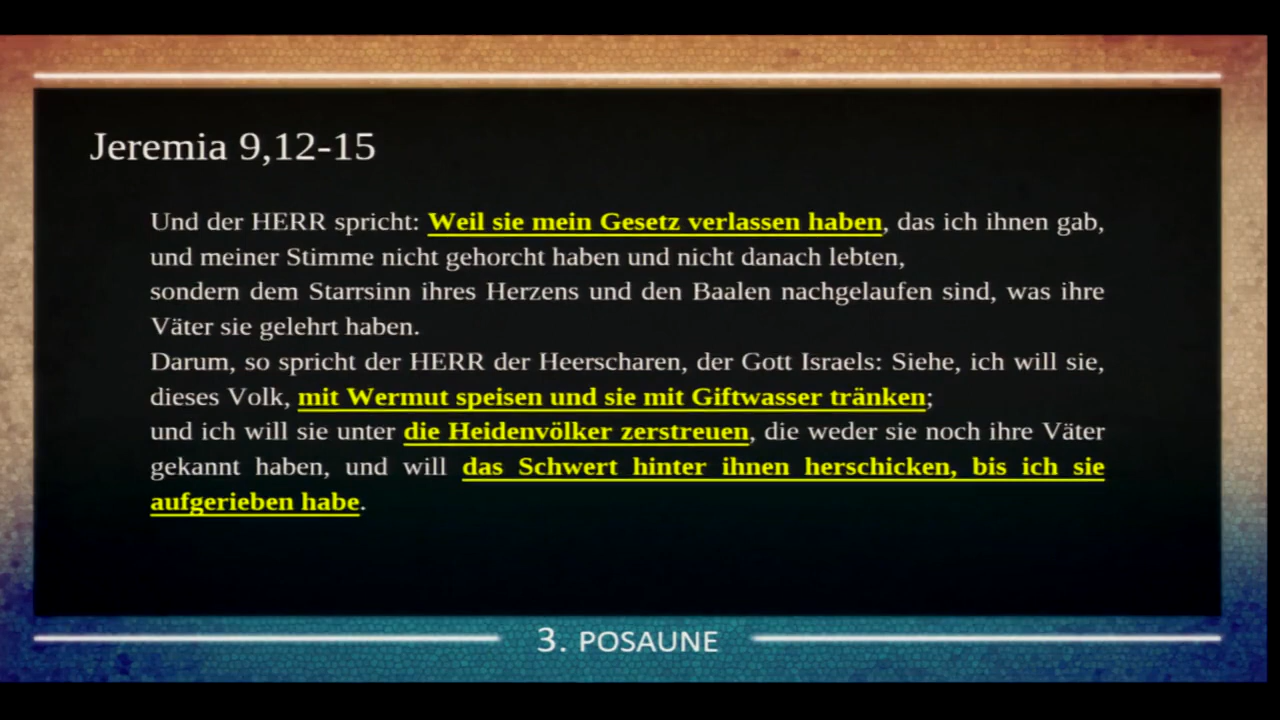 Jeremia 9,12-15
Und der HERR spricht: Weil sie mein Gesetz verlassen haben, das ich ihnen gab,
und meiner Stimme nicht gehorcht haben und nicht danach lebten,
sondern dem Starrsinn ihres Herzens und den Baalen nachgelaufen sind, was ihre
Väter sie gelehrt haben.
Darum, so spricht der HERR der Heerscharen, der Gott Israels: Siehe, ich will sie,
dieses Volk, mit Wermut speisen und sie mit Giftwasser tränken;
und ich will sie unter die Heidenvölker zerstreuen, die weder sie noch ihre Väter
gekannt haben, und will das Schwert hinter ihnen herschicken, bis ich sie
aufgerieben habe.
3. POSAUNE